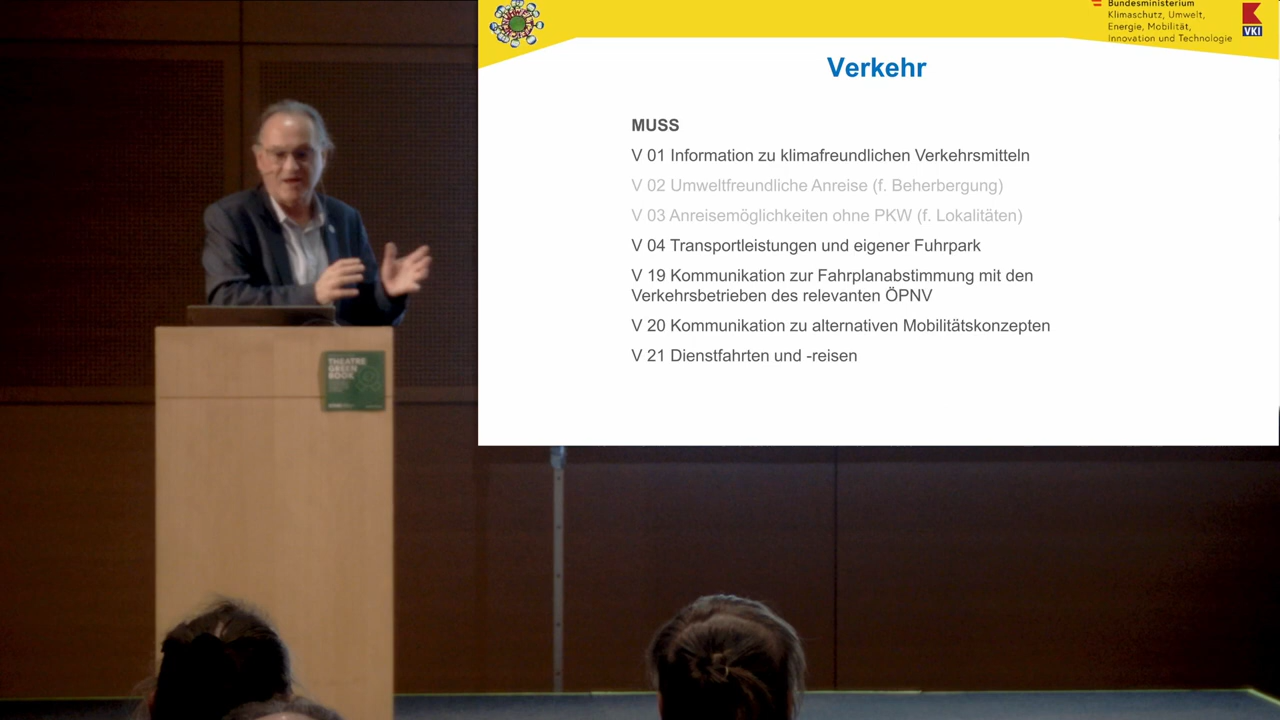 Bundesministerium
Klimaschutz, Umwelt,
Energie, Mobilität,
Innovation und Technologie
VKI
Verkehr
MUSS
V 01 Information zu klimafreundlichen Verkehrsmitteln
V 02 Umweltfreundliche Anreise (f. Beherbergung)
V 03 Anreisemöglichkeiten ohne PKW (f. Lokalitäten)
V 04 Transportleistungen und eigener Fuhrpark
V 19 Kommunikation zur Fahrplanabstimmung mit den
Verkehrsbetrieben des relevanten ÖPNV
V 20 Kommunikation zu alternativen Mobilitätskonzepten
V 21 Dienstfahrten und -reisen
THEATRE
GREEN
BOOK